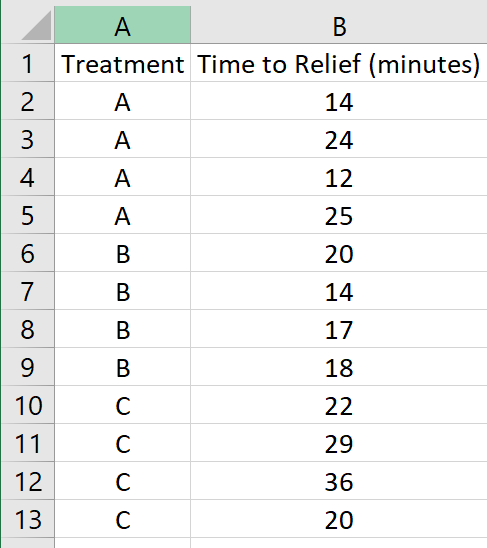 A B
1 Treatment Time to Relief (minutes)
2 A 14
3 A 24
4 A 12
5 A 25
6 B 20
7 B 14
8 B 17
9 B 18
10 C 22
11 C 29
12 C 36
13 C 20